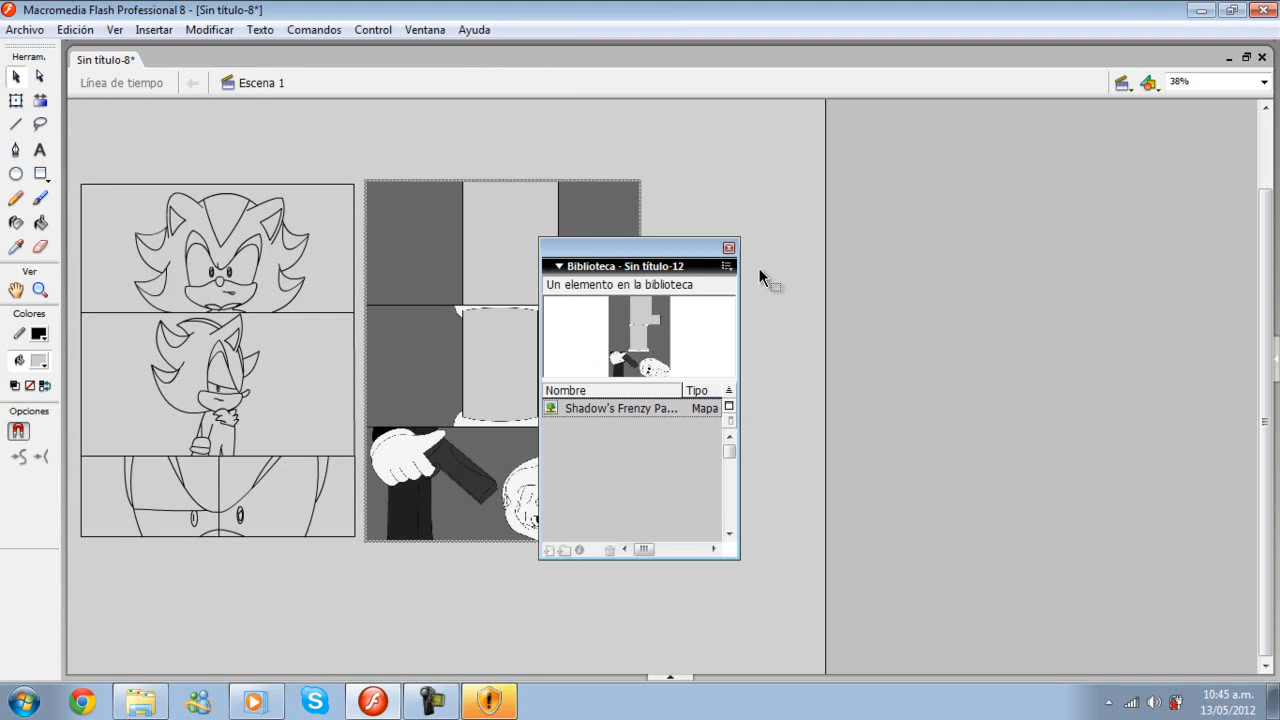 Macromedia Flash Professional 8 - [Sin título-8*]
Archivo Edición Ver Insertar Modificar Texto Comandos Control Ventana Ayuda
Herram.
Sin título-8*
Línea de tiempo
Escena 1
38%
A
Ver
Colores
Opciones
Biblioteca - Sin título-12
Un elemento en la biblioteca
Nombre Tipo
Shadow's Frenzy Pa... Mapa
10:45 a.m.
13/05/2012